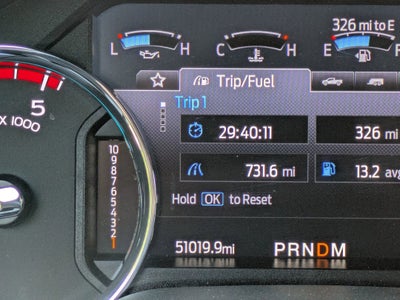 326 mi to E
L H C H E F
Trip/Fuel
5
X 1000
Trip 1
29:40:11 326 mi
731.6 mi 13.2 avg
Hold OK to Reset
10
9
8
7
6
5
4
3
2
1
51019.9mi PRNDM